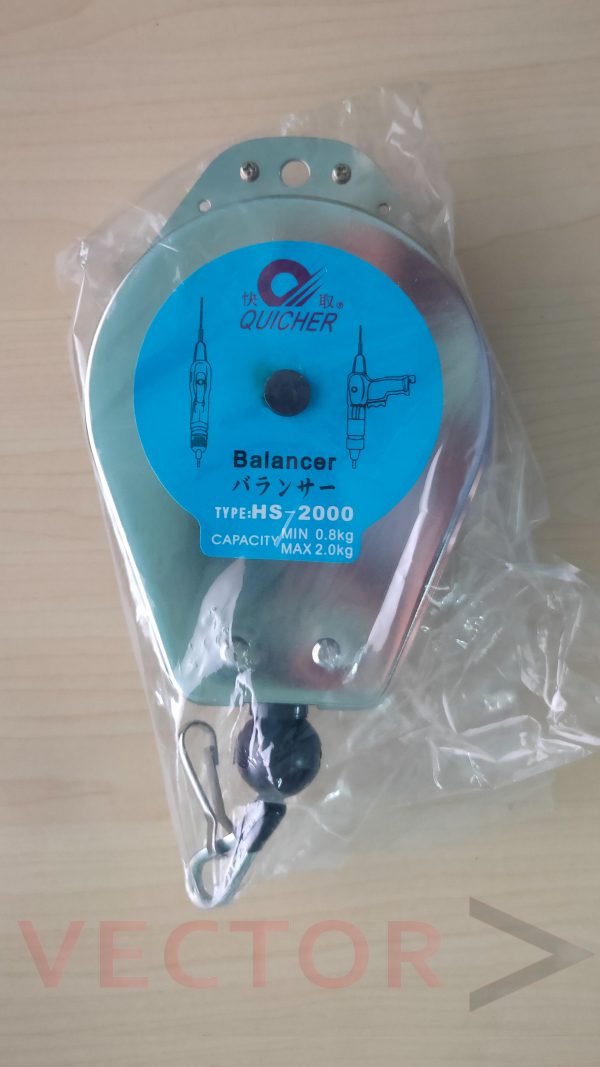 快 取®
QUICHER
Balancer
バランサー
TYPE:HS-2000
CAPACITY MIN 0.8kg
MAX 2.0kg
VECTOR